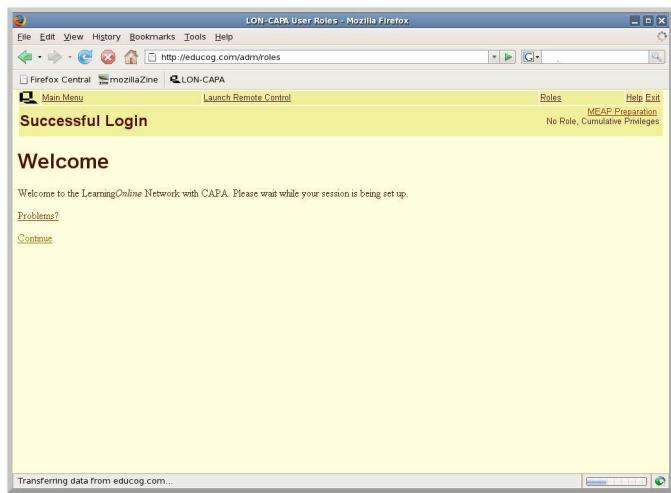 LON-CAPA User Roles - Mozilla Firefox
File Edit View History Bookmarks Tools Help
http://educog.com/adm/roles
G
Firefox Central mozillaZine LON-CAPA
Main Menu Launch Remote Control Roles Help Exit
Successful Login
MEAP Preparation
No Role, Cumulative Privileges
Welcome
Welcome to the LearningOnline Network with CAPA. Please wait while your session is being set up.
Problems?
Continue
Transferring data from educog.com...